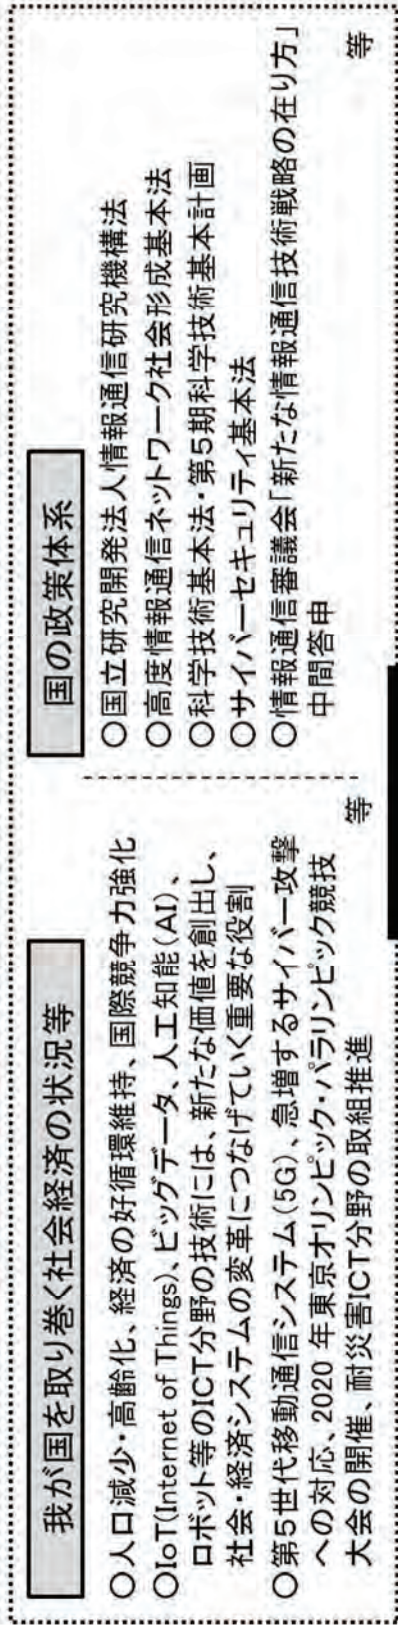 我が国を取り巻く社会経済の状況等
○人口減少・高齢化、経済の好循環維持、国際競争力強化
○IoT(Internet of Things)、ビッグデータ、人工知能(AI)、
ロボット等のICT分野の技術には、新たな価値を創出し、
社会・経済システムの変革につなげていく重要な役割
○第5世代移動通信システム(5G)、急増するサイバー攻撃
への対応、2020年東京オリンピック・パラリンピック競技
大会の開催、耐災害ICT分野の取組推進
等
国の政策体系
○国立研究開発法人情報通信研究機構法
○高度情報通信ネットワーク社会形成基本法
○科学技術基本法・第5期科学技術基本計画
○サイバーセキュリティ基本法
○情報通信審議会「新たな情報通信技術戦略の在り方」
中間答申
等